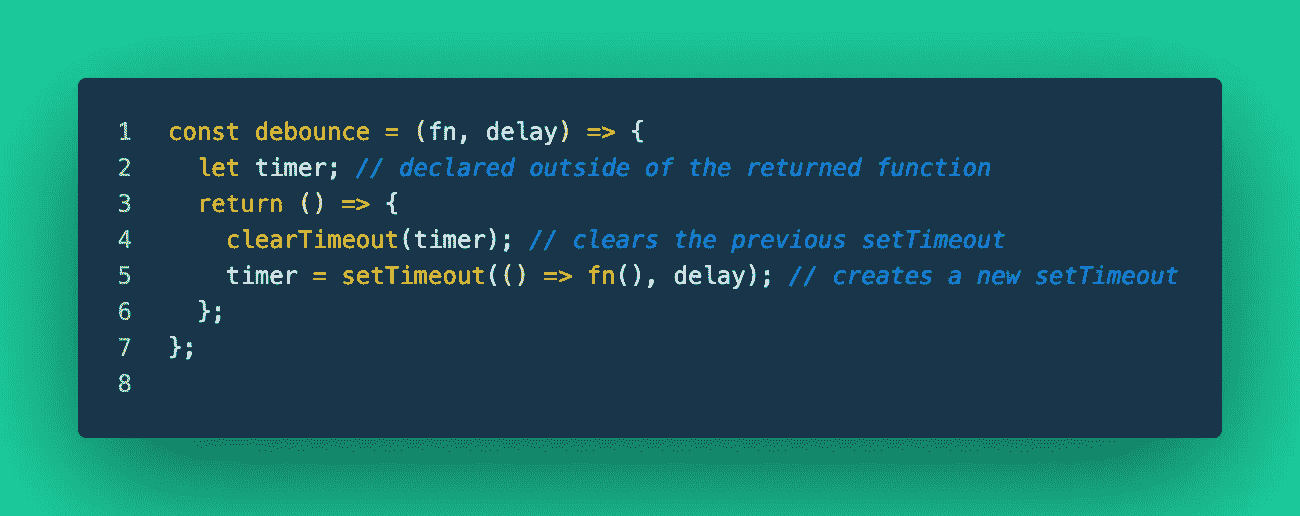 1 const debounce = (fn, delay) => {
2   let timer; // declared outside of the returned function
3   return () => {
4     clearTimeout(timer); // clears the previous setTimeout
5     timer = setTimeout(() => fn(), delay); // creates a new setTimeout
6   };
7 };
8